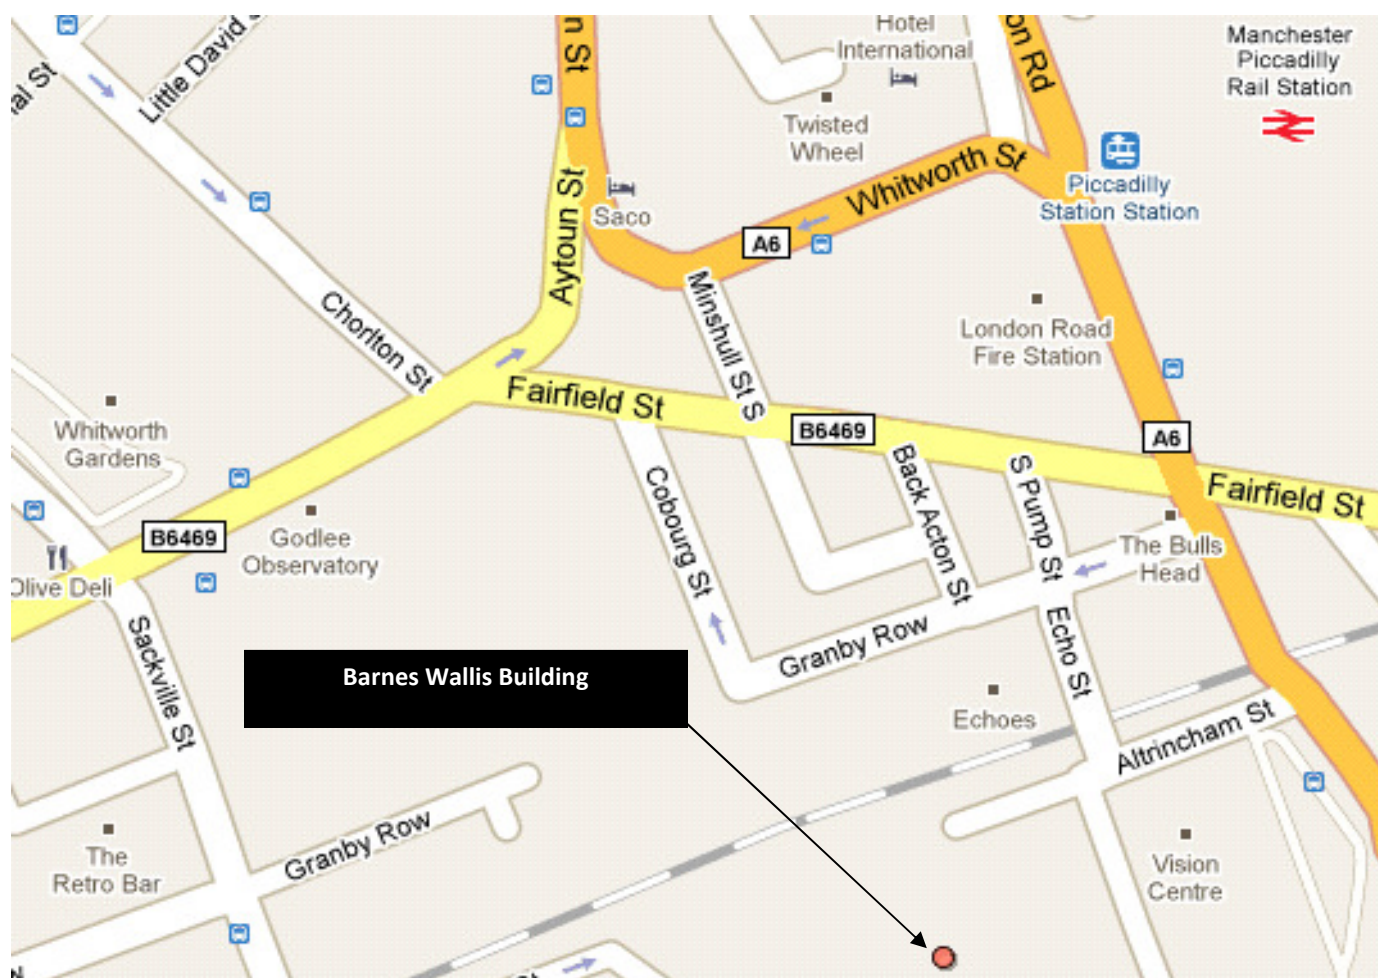 Hotel
International
Manchester
Piccadilly
Rail Station
Little David
Twisted
Wheel
Whitworth St
Piccadilly
Station Station
Aytoun St
Saco
A6
Minshull St S
Chorlton St
London Road
Fire Station
Fairfield St
B6469
A6
Whitworth
Gardens
Back Acton St
S Pump St
Fairfield St
Cobourg St
B6469
Godlee
Observatory
The Bulls
Head
Olive Deli
Sackville St
Granby Row
Echo St
Barnes Wallis Building
Echoes
Altrincham St
Granby Row
The
Retro Bar
Vision
Centre